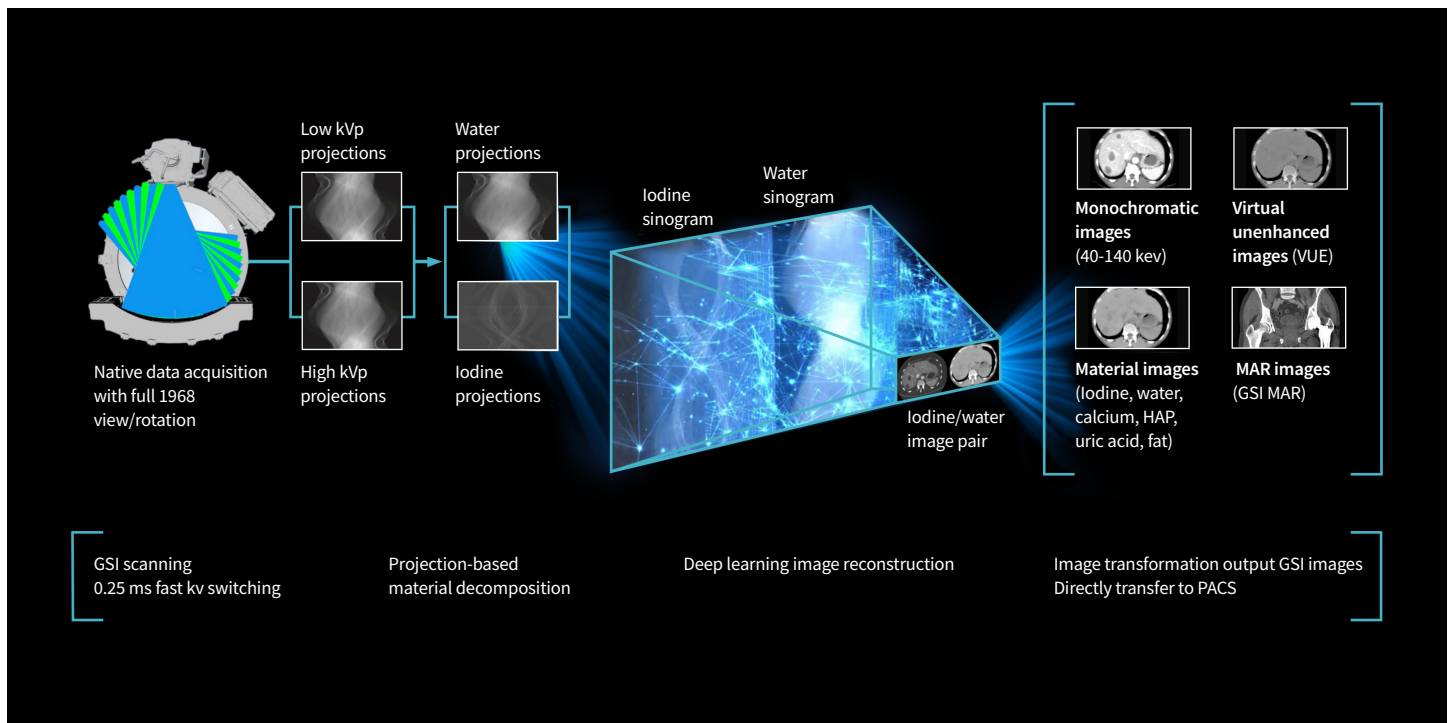 Low kVp
projections
Water
projections
Iodine
sinogram
Water
sinogram
Native data acquisition
with full 1968
view/rotation
High kVp
projections
Iodine
projections
Iodine/water
image pair
Monochromatic
images
(40-140 kev)
Virtual
unenhanced
images (VUE)
Material images
(Iodine, water,
calcium, HAP,
uric acid, fat)
MAR images
(GSI MAR)
GSI scanning
0.25 ms fast kv switching
Projection-based
material decomposition
Deep learning image reconstruction
Image transformation output GSI images
Directly transfer to PACS